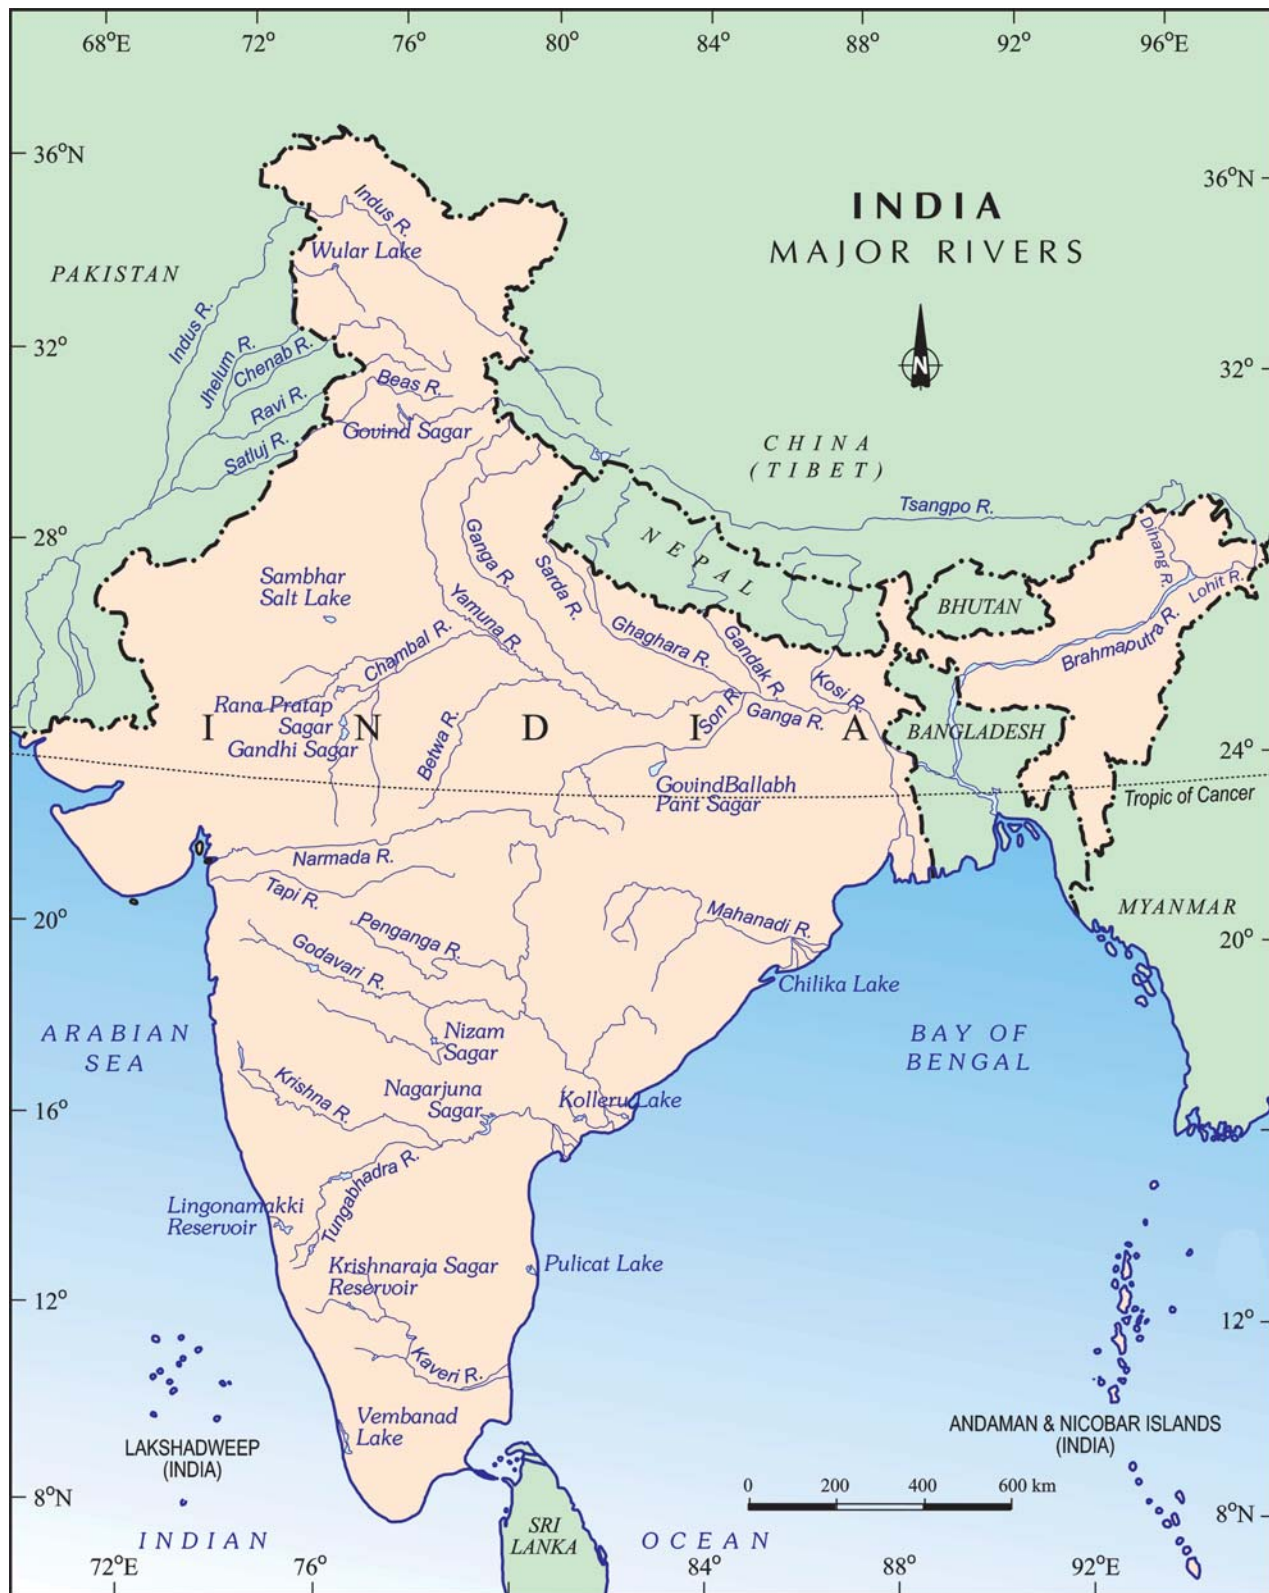 68°E 72° 76° 80° 84° 88° 92° 96°E
36°N
36°N
INDIA
MAJOR RIVERS
Indus R.
Wular Lake
PAKISTAN
N
Indus R.
32°
32°
Jhelum R.
Chenab R.
Beas R.
Ravi R.
Govind Sagar
Satluj R.
CHINA
(TIBET)
Tsangpo R.
28°
28°
NEPAL
Dihang R.
Ganga R.
Sarda R.
Sambhar
Salt Lake
Lohit R.
BHUTAN
Yamuna R.
Chambal R.
Ghaghara R.
Brahmaputra R.
Gandak R.
Kosi R.
Rana Pratap
Sagar
Gandhi Sagar
Son R.
Ganga R.
INDIA
BANGLADESH
Betwa R.
24°
24°
GovindBallabh
Pant Sagar
Tropic of Cancer
Narmada R.
Tapi R.
MYANMAR
20°
20°
Penganga R.
Mahanadi R.
Godavari R.
Chilika Lake
ARABIAN
SEA
Nizam
Sagar
BAY OF
BENGAL
Krishna R.
Nagarjuna
Sagar
Kolleru Lake
16°
16°
Tungabhadra R.
Lingonamakki
Reservoir
Krishnaraja Sagar
Reservoir
Pulicat Lake
12°
12°
Kaveri R.
Vembanad
Lake
LAKSHADWEEP
(INDIA)
ANDAMAN & NICOBAR ISLANDS
(INDIA)
0 200 400 600 km
8°N
8°N
SRI
LANKA
INDIAN OCEAN
72°E 76° 84° 88° 92°E